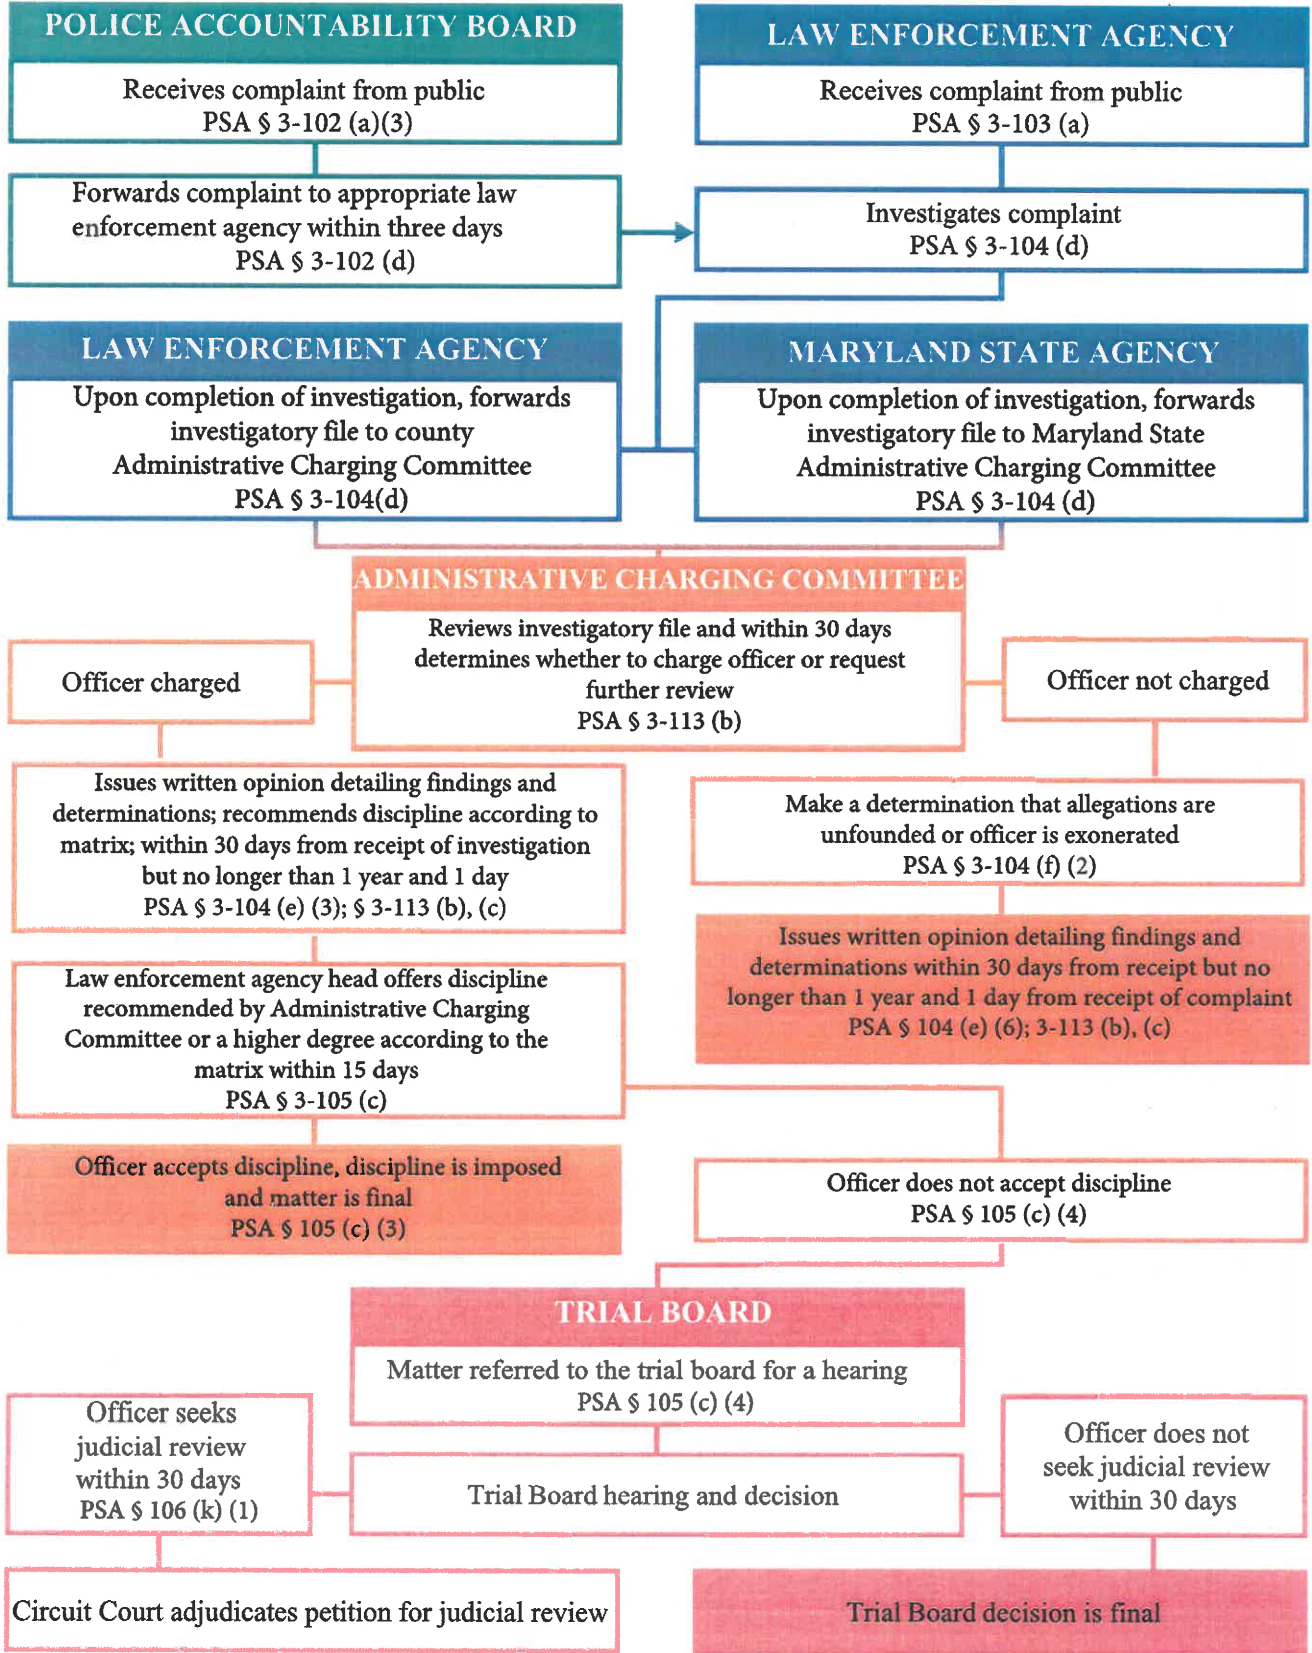 POLICE ACCOUNTABILITY BOARD
Receives complaint from public
PSA § 3-102 (a)(3)
Forwards complaint to appropriate law
enforcement agency within three days
PSA § 3-102 (d)
LAW ENFORCEMENT AGENCY
Receives complaint from public
PSA § 3-103 (a)
Investigates complaint
PSA § 3-104 (d)
LAW ENFORCEMENT AGENCY
Upon completion of investigation, forwards
investigatory file to county
Administrative Charging Committee
PSA § 3-104(d)
MARYLAND STATE AGENCY
Upon completion of investigation, forwards
investigatory file to Maryland State
Administrative Charging Committee
PSA § 3-104 (d)
ADMINISTRATIVE CHARGING COMMITTEE
Reviews investigatory file and within 30 days
determines whether to charge officer or request
further review
PSA § 3-113 (b)
Officer charged
Officer not charged
Issues written opinion detailing findings and
determinations; recommends discipline according to
matrix; within 30 days from receipt of investigation
but no longer than 1 year and 1 day
PSA § 3-104 (e) (3); § 3-113 (b), (c)
Make a determination that allegations are
unfounded or officer is exonerated
PSA § 3-104 (f) (2)
Issues written opinion detailing findings and
determinations within 30 days from receipt but no
longer than 1 year and 1 day from receipt of complaint
PSA § 104 (e) (6); 3-113 (b), (c)
Law enforcement agency head offers discipline
recommended by Administrative Charging
Committee or a higher degree according to the
matrix within 15 days
PSA § 3-105 (c)
Officer accepts discipline, discipline is imposed
and matter is final
PSA § 105 (c) (3)
Officer does not accept discipline
PSA § 105 (c) (4)
TRIAL BOARD
Matter referred to the trial board for a hearing
PSA § 105 (c) (4)
Officer seeks
judicial review
within 30 days
PSA § 106 (k) (1)
Trial Board hearing and decision
Officer does not
seek judicial review
within 30 days
Circuit Court adjudicates petition for judicial review
Trial Board decision is final